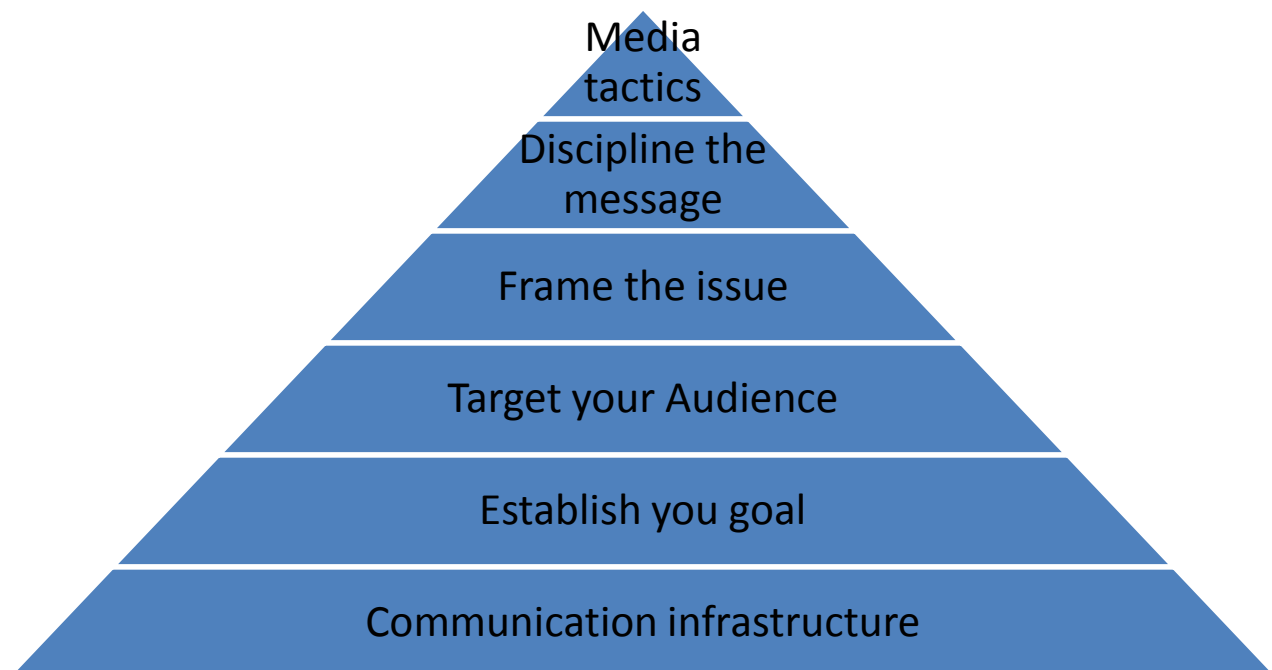 Media
tactics
Discipline the
message
Frame the issue
Target your Audience
Establish you goal
Communication infrastructure